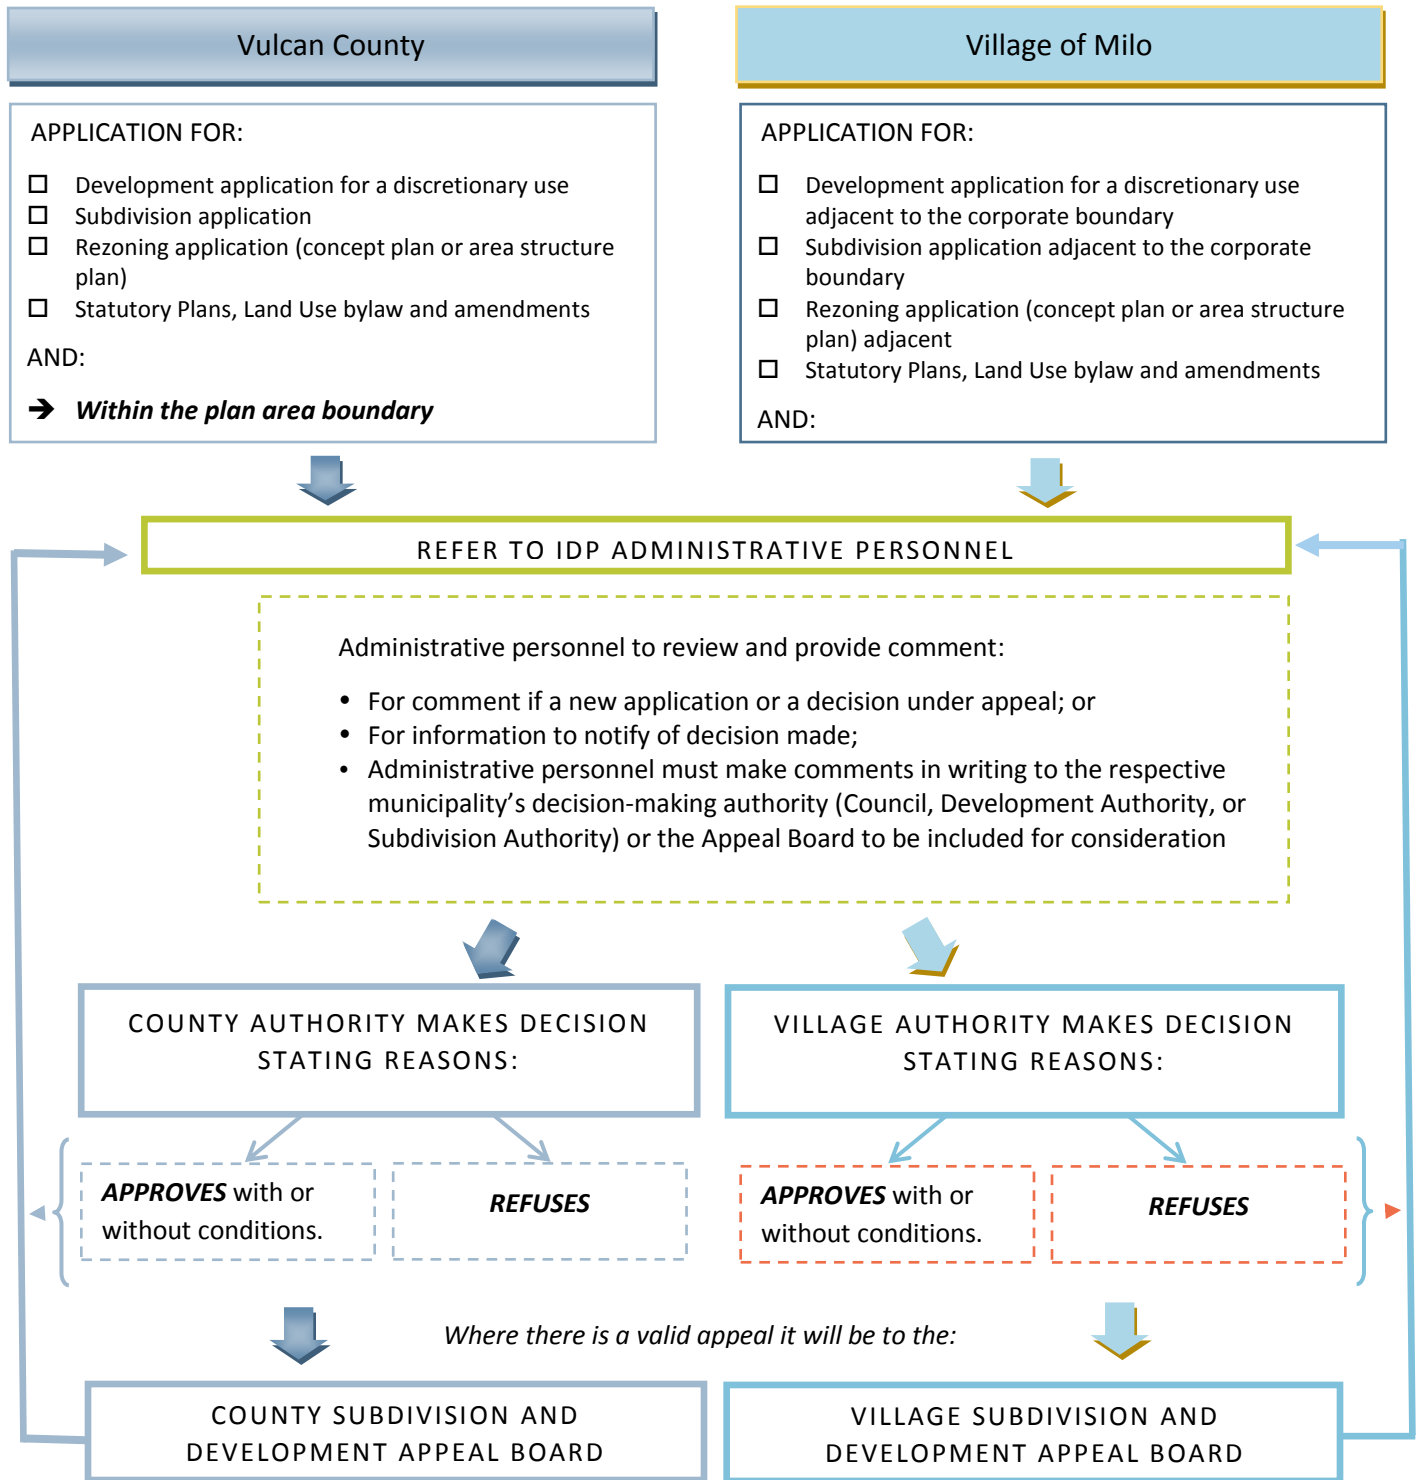 Vulcan County
Village of Milo
APPLICATION FOR:
☐ Development application for a discretionary use
☐ Subdivision application
☐ Rezoning application (concept plan or area structure
plan)
☐ Statutory Plans, Land Use bylaw and amendments
AND:
➔ Within the plan area boundary
APPLICATION FOR:
☐ Development application for a discretionary use
adjacent to the corporate boundary
☐ Subdivision application adjacent to the corporate
boundary
☐ Rezoning application (concept plan or area structure
plan) adjacent
☐ Statutory Plans, Land Use bylaw and amendments
AND:
REFER TO IDP ADMINISTRATIVE PERSONNEL
Administrative personnel to review and provide comment:
• For comment if a new application or a decision under appeal; or
• For information to notify of decision made;
• Administrative personnel must make comments in writing to the respective
municipality’s decision-making authority (Council, Development Authority, or
Subdivision Authority) or the Appeal Board to be included for consideration
COUNTY AUTHORITY MAKES DECISION
STATING REASONS:
VILLAGE AUTHORITY MAKES DECISION
STATING REASONS:
APPROVES with or
without conditions.
REFUSES
APPROVES with or
without conditions.
REFUSES
Where there is a valid appeal it will be to the:
COUNTY SUBDIVISION AND
DEVELOPMENT APPEAL BOARD
VILLAGE SUBDIVISION AND
DEVELOPMENT APPEAL BOARD